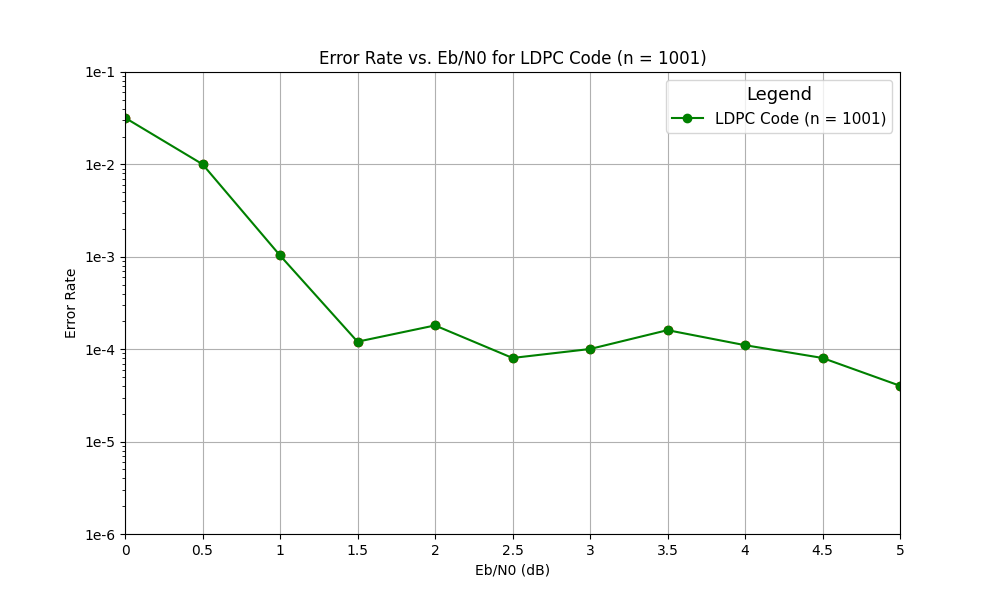 Error Rate vs. Eb/N0 for LDPC Code (n = 1001)
Legend
LDPC Code (n = 1001)
Error Rate
1e-1
1e-2
1e-3
1e-4
1e-5
1e-6
0 0.5 1 1.5 2 2.5 3 3.5 4 4.5 5
Eb/N0 (dB)